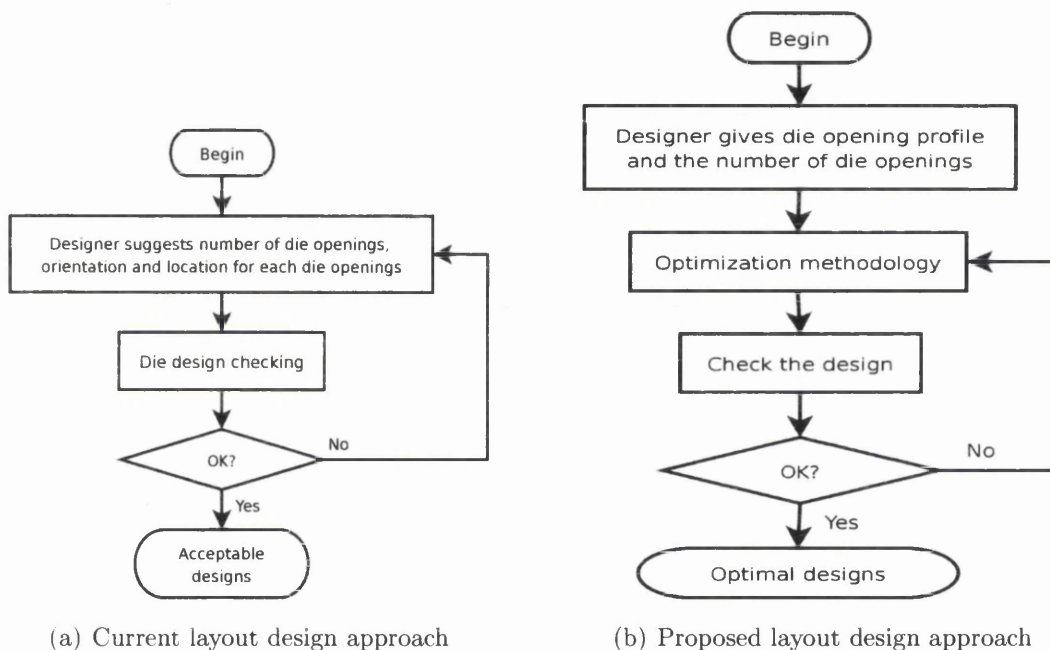 Begin
Designer suggests number of die openings,
orientation and location for each die openings
Die design checking
OK?
No
Yes
Acceptable
designs
(a) Current layout design approach
Begin
Designer gives die opening profile
and the number of die openings
Optimization methodology
Check the design
OK?
No
Yes
Optimal designs
(b) Proposed layout design approach